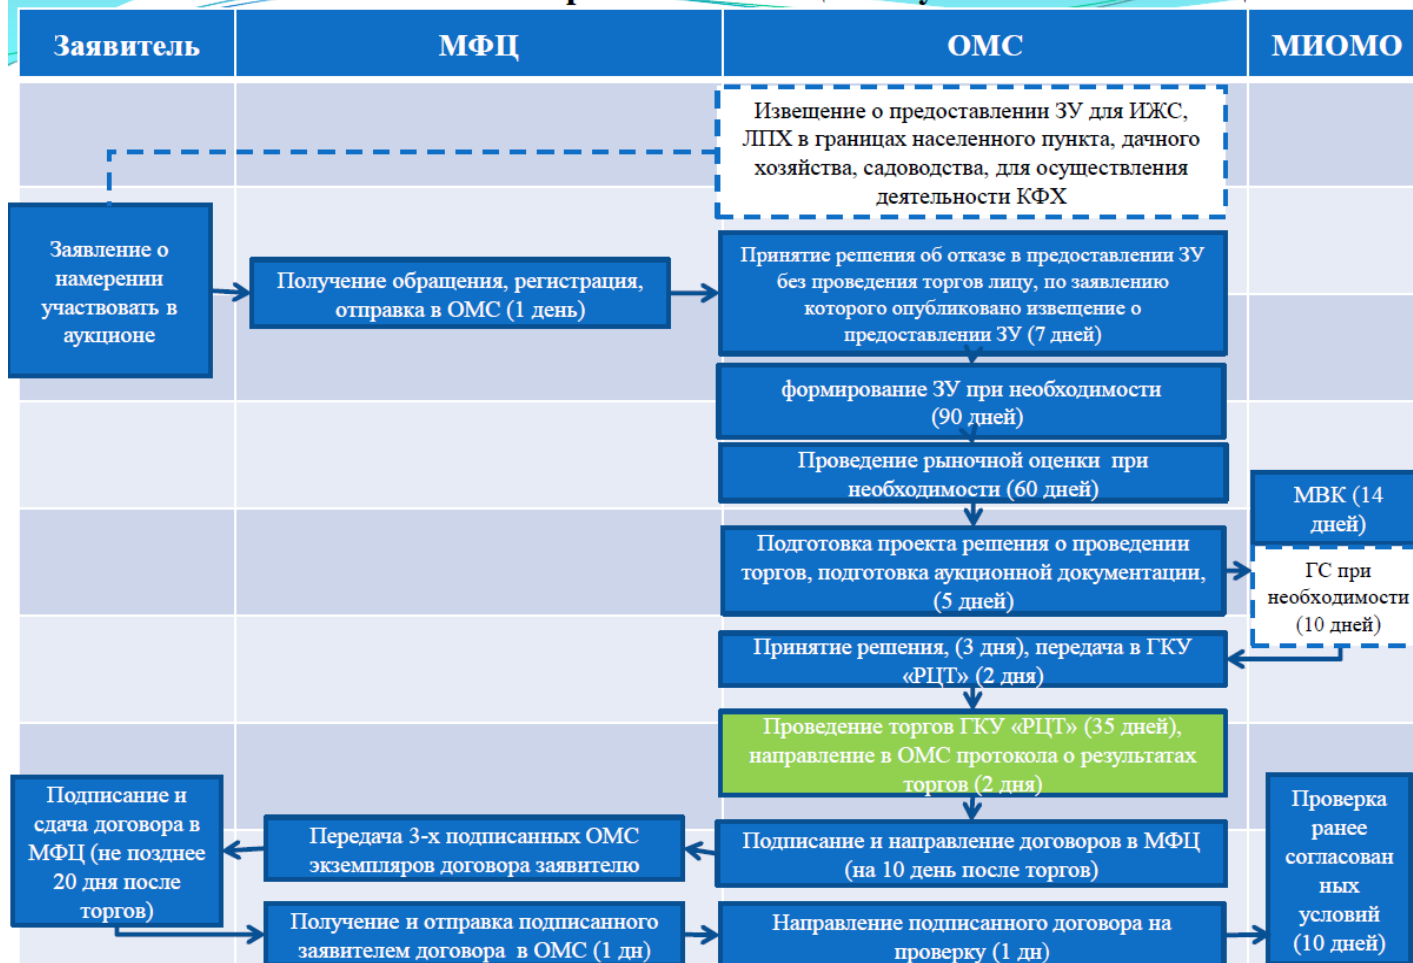 Заявитель
МФЦ
ОМС
МИОМО
Извещение о предоставлении ЗУ для ИЖС,
ЛПХ в границах населенного пункта, дачного
хозяйства, садоводства, для осуществления
деятельности КФХ
Заявление о
намерении
участвовать в
аукционе
Получение обращения, регистрация,
отправка в ОМС (1 день)
Принятие решения об отказе в предоставлении ЗУ
без проведения торгов лицу, по заявлению
которого опубликовано извещение о
предоставлении ЗУ (7 дней)
формирование ЗУ при необходимости
(90 дней)
Проведение рыночной оценки при
необходимости (60 дней)
МВК (14
дней)
Подготовка проекта решения о проведении
торгов, подготовка аукционной документации,
(5 дней)
ГС при
необходимости
(10 дней)
Принятие решения, (3 дня), передача в ГКУ
«РЦТ» (2 дня)
Проведение торгов ГКУ «РЦТ» (35 дней),
направление в ОМС протокола о результатах
торгов (2 дня)
Подписание и направление договоров в МФЦ
(на 10 день после торгов)
Передача 3-х подписанных ОМС
экземпляров договора заявителю
Подписание и
сдача договора в
МФЦ (не позднее
20 дня после
торгов)
Получение и отправка подписанного
заявителем договора в ОМС (1 дн)
Направление подписанного договора на
проверку (1 дн)
Проверка
ранее
согласован
ных
условий
(10 дней)